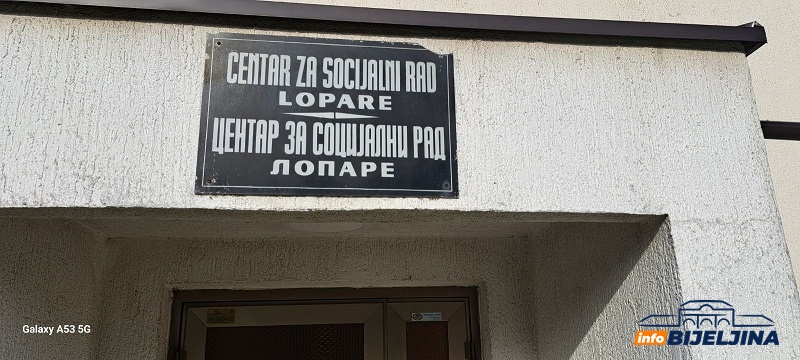 CENTAR ZA SOCIJALNI RAD
LOPARE
ЦЕНТАР ЗА СОЦИЈАЛНИ РАД
ЛОПАРЕ
Galaxy A53 5G
info BIJELJINA